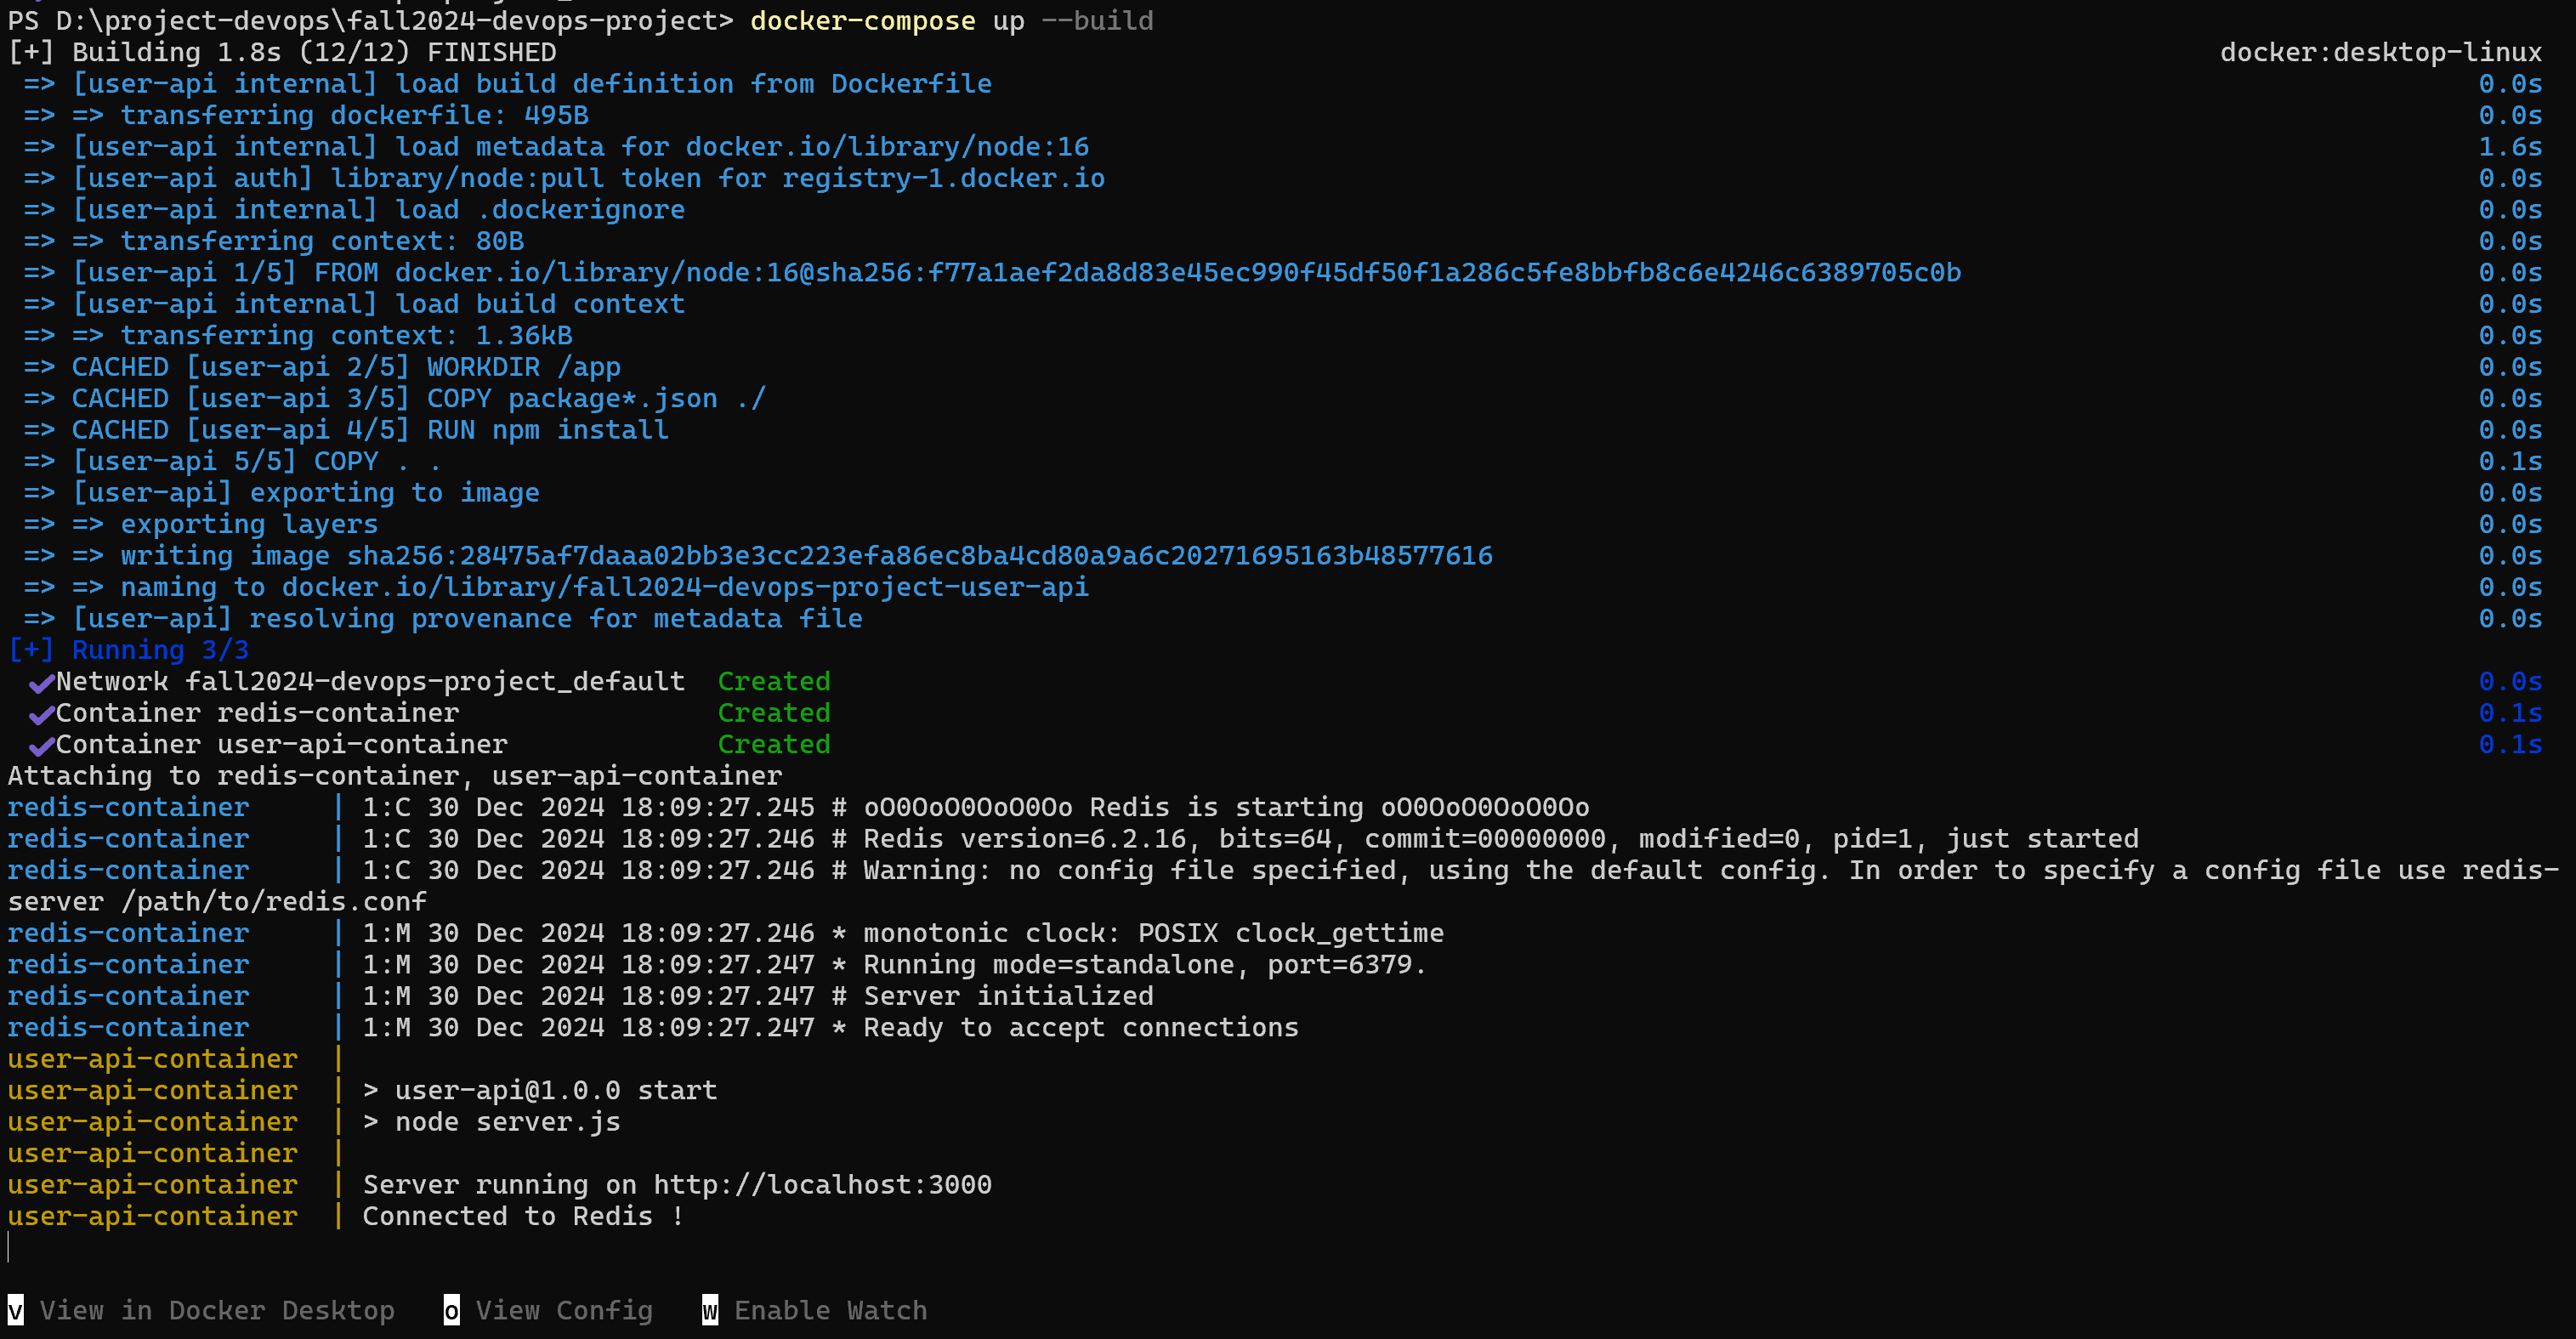 PS D:\project-devops\fall2024-devops-project> docker-compose up --build
[+] Building 1.8s (12/12) FINISHED docker:desktop-linux
=> [user-api internal] load build definition from Dockerfile 0.0s
=> => transferring dockerfile: 495B 0.0s
=> [user-api internal] load metadata for docker.io/library/node:16 1.6s
=> [user-api auth] library/node:pull token for registry-1.docker.io 0.0s
=> [user-api internal] load .dockerignore 0.0s
=> => transferring context: 80B 0.0s
=> [user-api 1/5] FROM docker.io/library/node:16@sha256:f77a1aef2da8d83e45ec990f45df50f1a286c5fe8bbfb8c6e4246c6389705c0b 0.0s
=> [user-api internal] load build context 0.0s
=> => transferring context: 1.36kB 0.0s
=> CACHED [user-api 2/5] WORKDIR /app 0.0s
=> CACHED [user-api 3/5] COPY package*.json ./ 0.0s
=> CACHED [user-api 4/5] RUN npm install 0.0s
=> [user-api 5/5] COPY . . 0.1s
=> [user-api] exporting to image 0.0s
=> => exporting layers 0.0s
=> => writing image sha256:28475af7daaa02bb3e3cc223efa86ec8ba4cd80a9a6c20271695163b48577616 0.0s
=> => naming to docker.io/library/fall2024-devops-project-user-api 0.0s
=> [user-api] resolving provenance for metadata file 0.0s
[+] Running 3/3
✔Network fall2024-devops-project_default Created 0.0s
✔Container redis-container Created 0.1s
✔Container user-api-container Created 0.1s
Attaching to redis-container, user-api-container
redis-container | 1:C 30 Dec 2024 18:09:27.245 # oO0OoO0OoO0Oo Redis is starting oO0OoO0OoO0Oo
redis-container | 1:C 30 Dec 2024 18:09:27.246 # Redis version=6.2.16, bits=64, commit=00000000, modified=0, pid=1, just started
redis-container | 1:C 30 Dec 2024 18:09:27.246 # Warning: no config file specified, using the default config. In order to specify a config file use redis-
server /path/to/redis.conf
redis-container | 1:M 30 Dec 2024 18:09:27.246 * monotonic clock: POSIX clock_gettime
redis-container | 1:M 30 Dec 2024 18:09:27.247 * Running mode=standalone, port=6379.
redis-container | 1:M 30 Dec 2024 18:09:27.247 # Server initialized
redis-container | 1:M 30 Dec 2024 18:09:27.247 * Ready to accept connections
user-api-container |
user-api-container | > user-api@1.0.0 start
user-api-container | > node server.js
user-api-container |
user-api-container | Server running on http://localhost:3000
user-api-container | Connected to Redis !
v View in Docker Desktop o View Config w Enable Watch